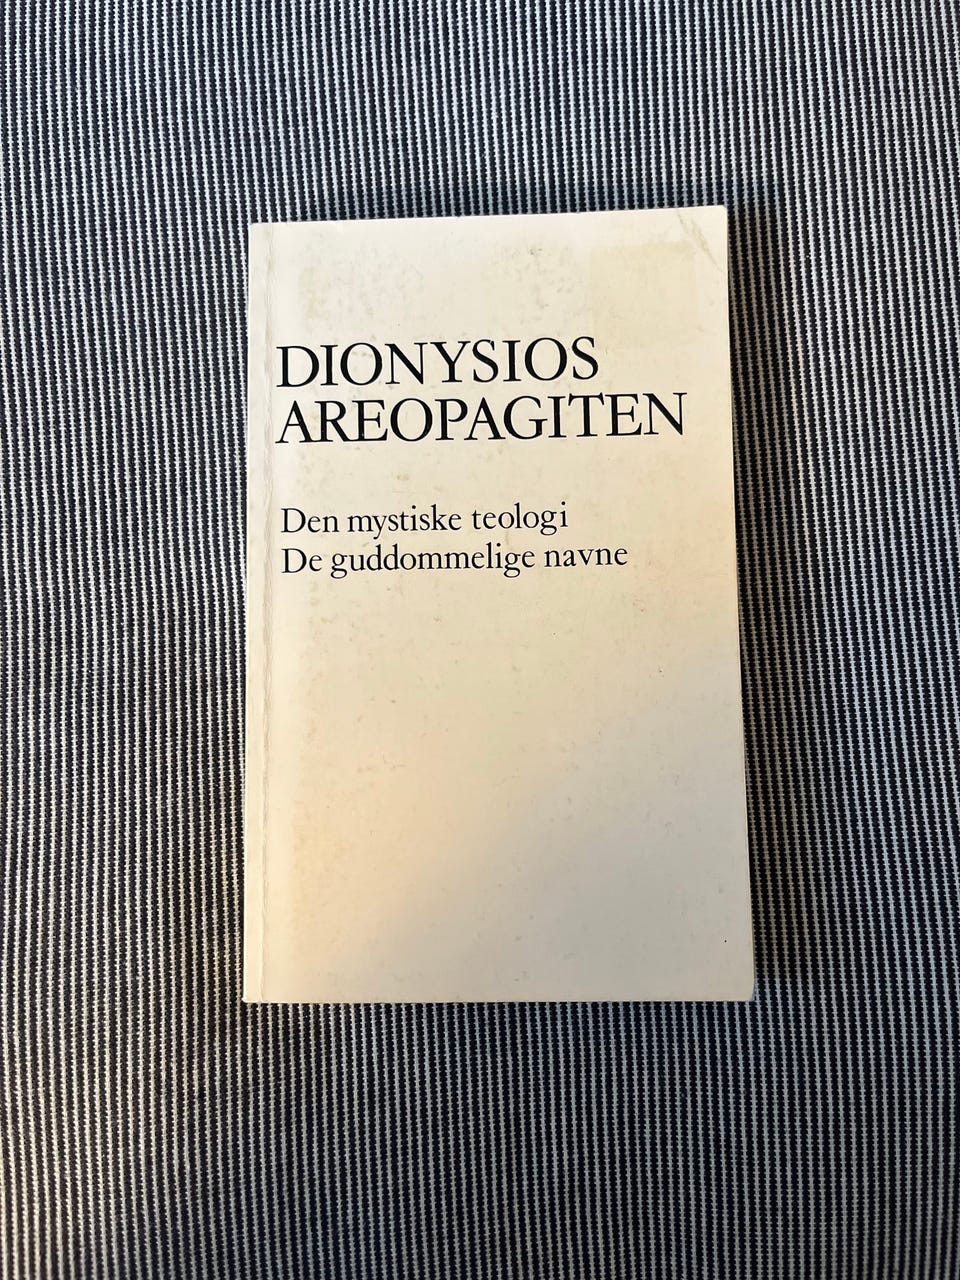 DIONYSIOS
AREOPAGITEN
Den mystiske teologi
De guddommelige navne